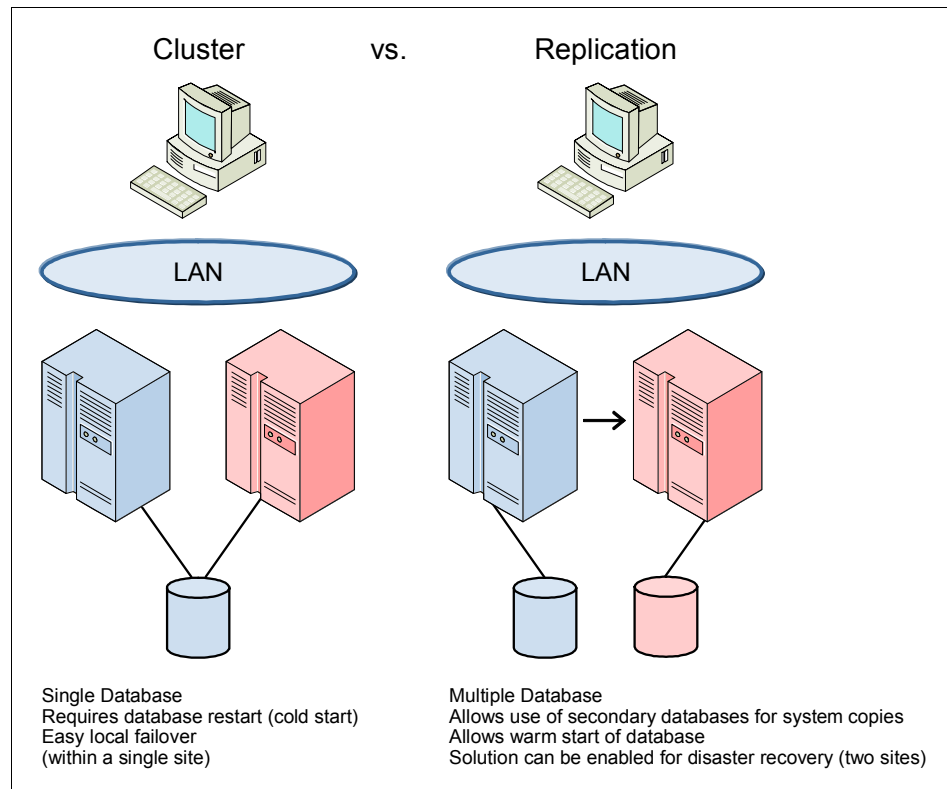 Cluster vs. Replication
LAN
LAN
Single Database
Requires database restart (cold start)
Easy local failover
(within a single site)
Multiple Database
Allows use of secondary databases for system copies
Allows warm start of database
Solution can be enabled for disaster recovery (two sites)